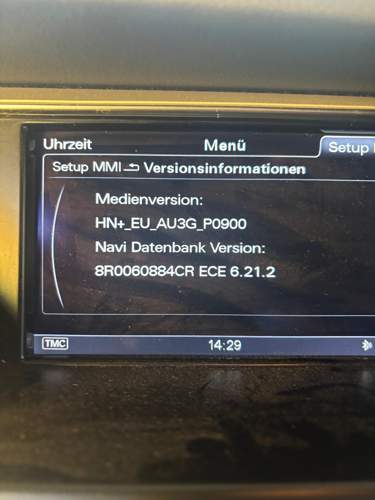 Uhrzeit Menü Setup
Setup MMI Versionsinformationen
Medienversion:
HN+_EU_AU3G_P0900
Navi Datenbank Version:
8R0060884CR ECE 6.21.2
TMC 14:29